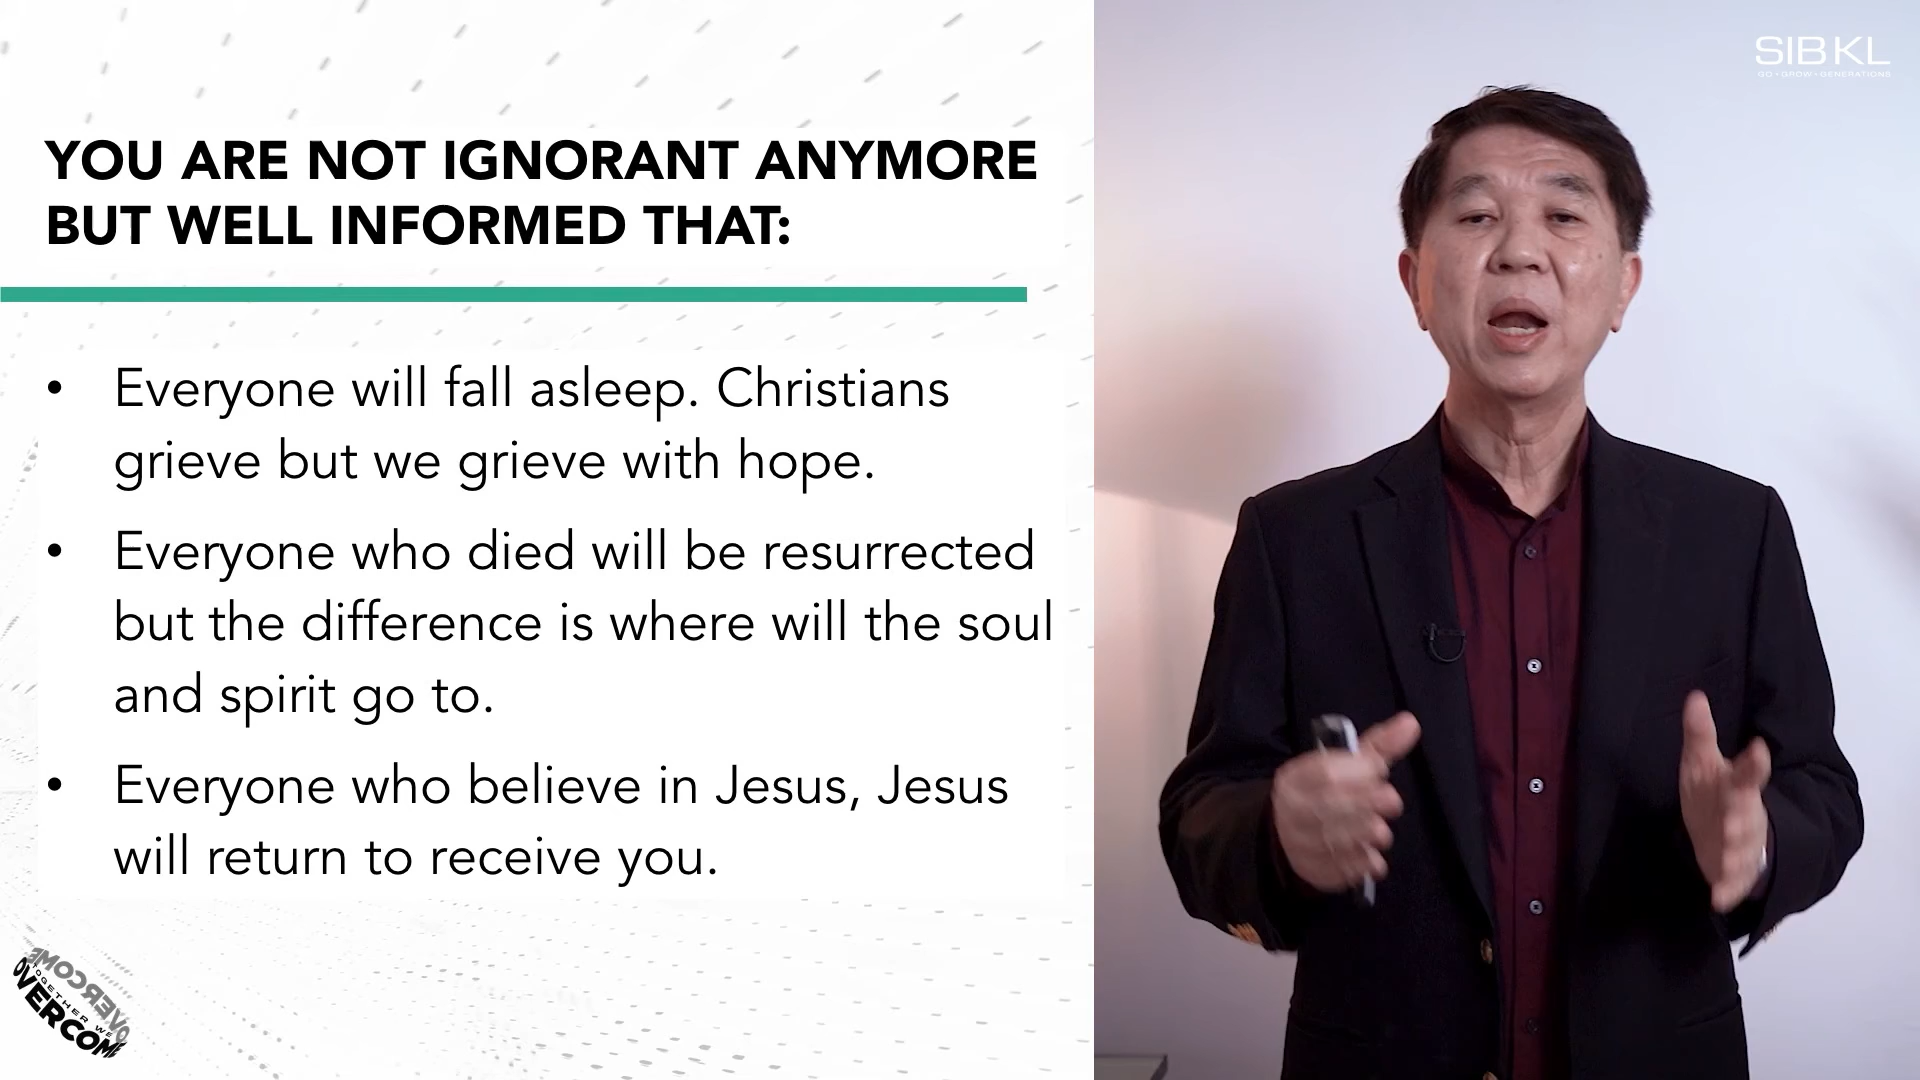 SIBKL
GO • GROW • GENERATIONS
YOU ARE NOT IGNORANT ANYMORE
BUT WELL INFORMED THAT:
• Everyone will fall asleep. Christians
grieve but we grieve with hope.
• Everyone who died will be resurrected
but the difference is where will the soul
and spirit go to.
• Everyone who believe in Jesus, Jesus
will return to receive you.
OVERCOME
TOGETHER WE
OVERCOME